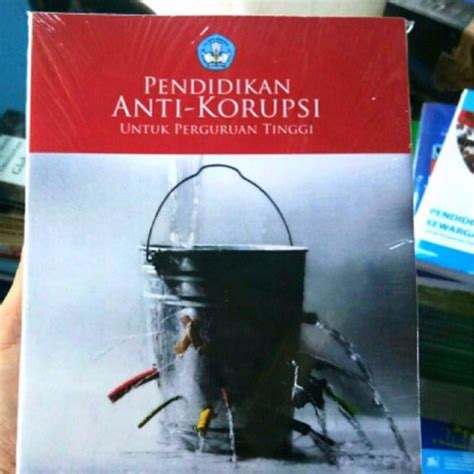 PENDIDIKAN
ANTI-KORUPSI
UNTUK PERGURUAN TINGGI